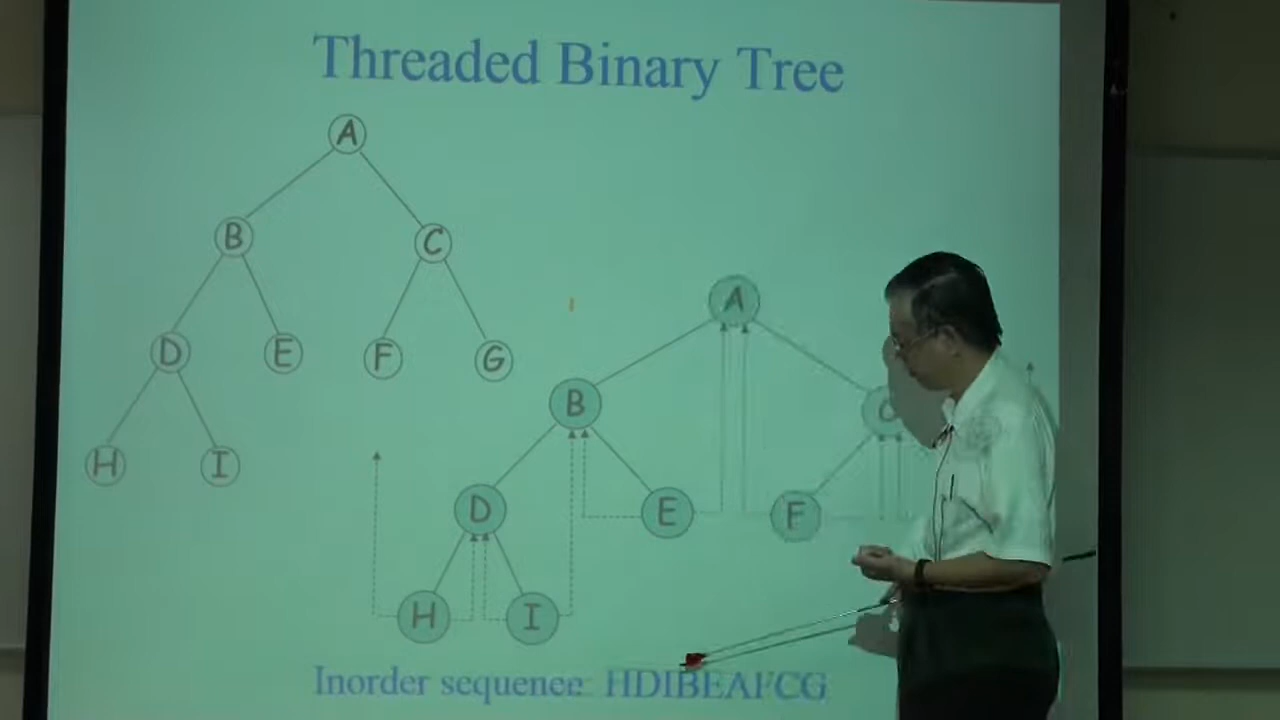 Threaded Binary Tree
A
B C
D E F G
H I
A
B C
D E F
H I
Inorder sequence: HDIBEAFCG